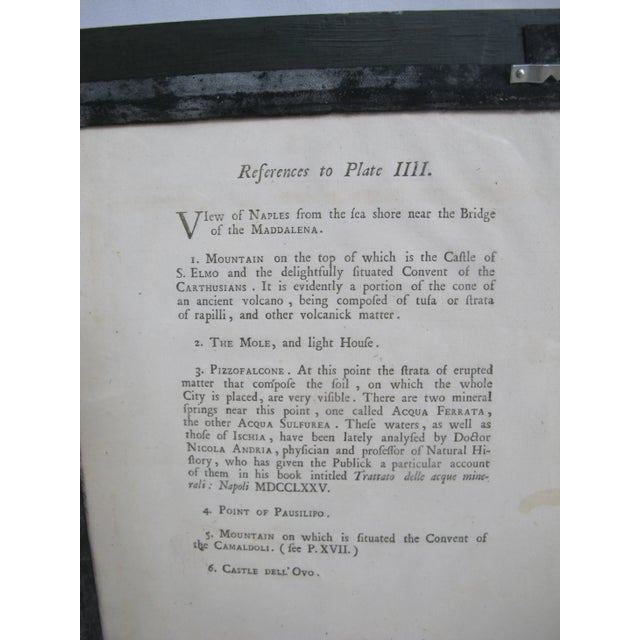 References to Plate IIII.
VIew of NAPLES from the ſea shore near the Bridge
of the MADDALENA.
1. MOUNTAIN on the top of which is the Caſtle of
S. ELMO and the delightfully ſituated Convent of the
CARTHUSIANS. It is evidently a portion of the cone of
an ancient volcano, being compoſed of tufa or ſtrata
of rapilli, and other volcanick matter.
2. THE MOLE, and light Houſe.
3. PIZZOFALCONE. At this point the ſtrata of erupted
matter that compoſe the ſoil, on which the whole
City is placed, are very viſible. There are two mineral
ſprings near this point, one called ACQUA FERRATA,
the other ACQUA SULFUREA. Theſe waters, as well as
thoſe of ISCHIA, have been lately analyſed by Doctor
NICOLA ANDRIA, phyſician and profeſſor of Natural Hi-
ſtory, who has given the Publick a particular account
of them in his book intitled Trattato delle acque mine-
rali: Napoli MDCCLXXV.
4. POINT OF PAUSILIPO.
5. MOUNTAIN on which is ſituated the Convent of
the CAMALDOLI. (ſee P. XVII.)
6. CASTLE DELL'OVO.